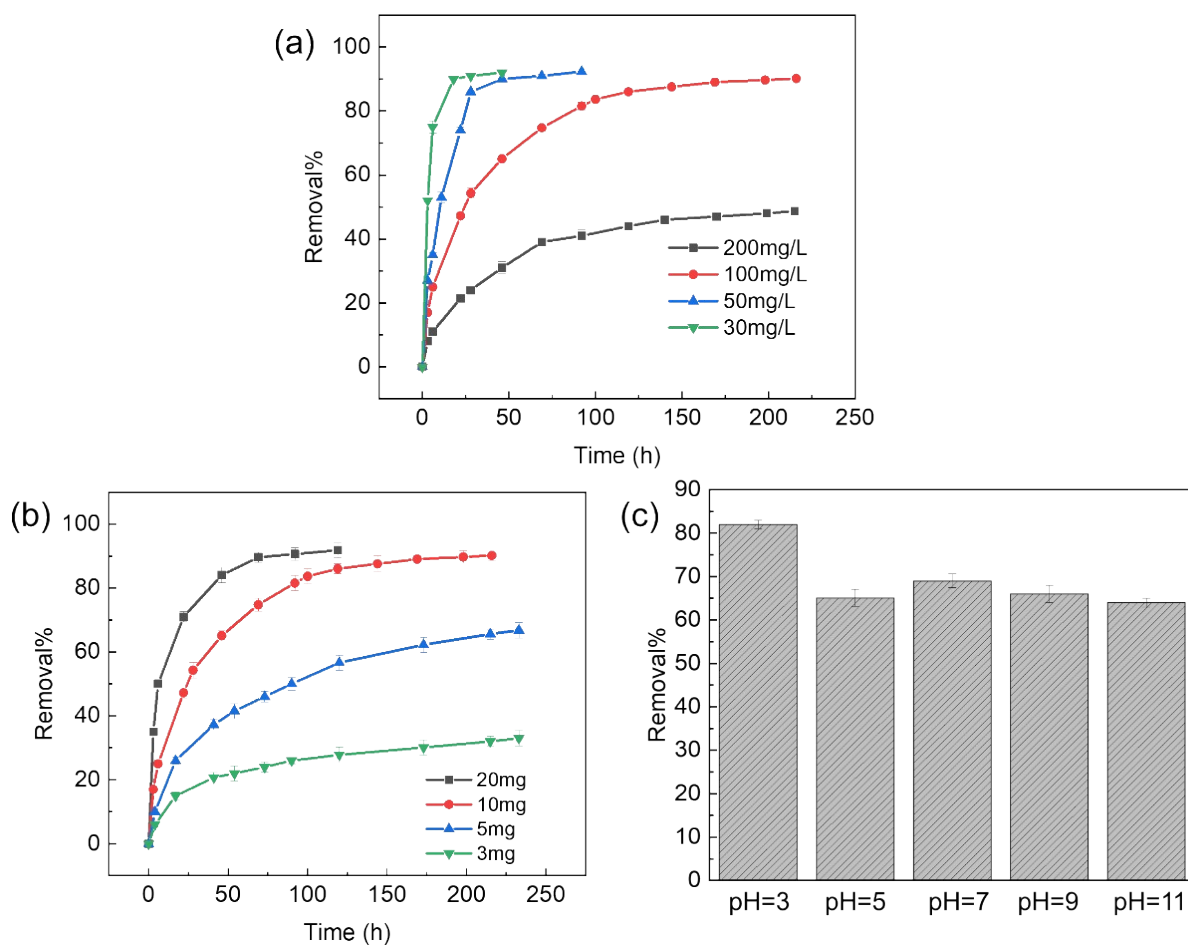 (a)
100
80
60
40
20
0
Removal%
200mg/L
100mg/L
50mg/L
30mg/L
0 50 100 150 200 250
Time (h)
(b)
100
80
60
40
20
0
Removal%
20mg
10mg
5mg
3mg
0 50 100 150 200 250
Time (h)
(c)
90
80
70
60
50
40
30
20
10
0
Removal%
pH=3 pH=5 pH=7 pH=9 pH=11